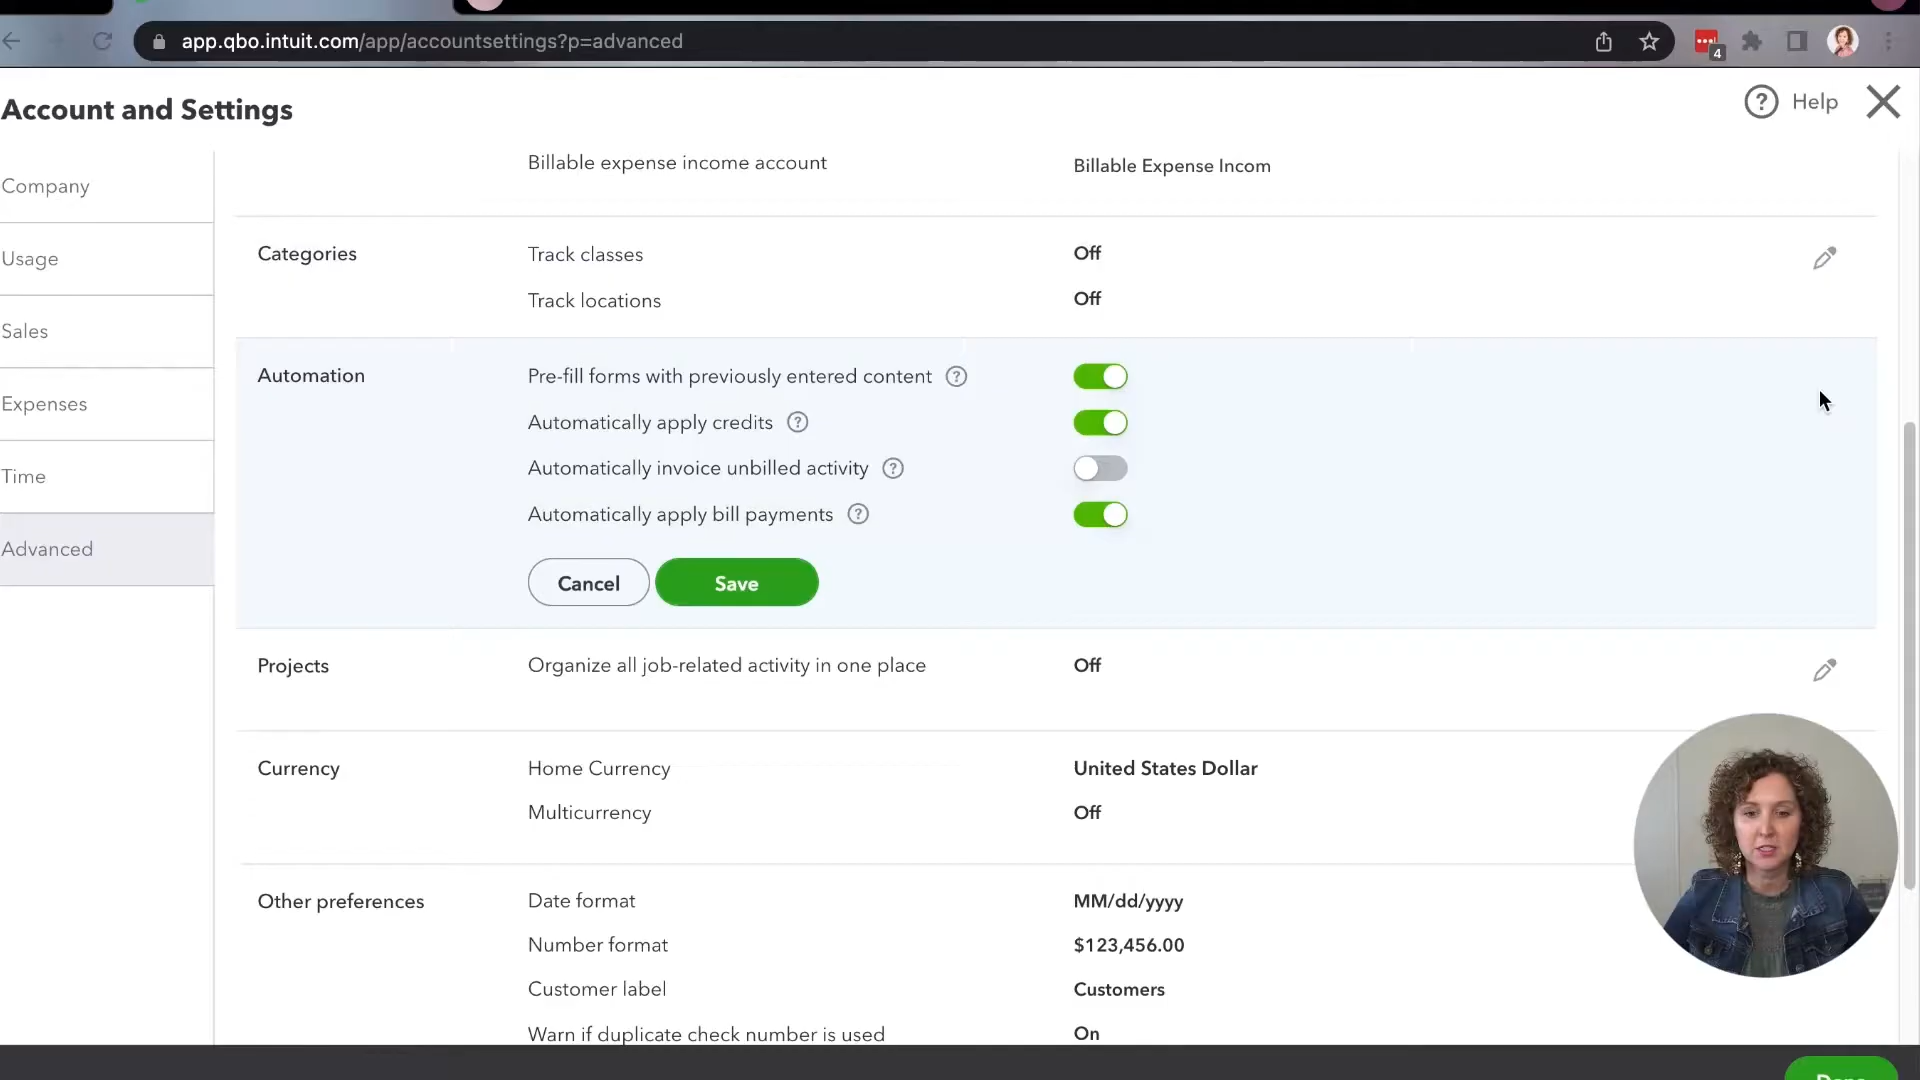 app.qbo.intuit.com/app/accountsettings?p=advanced
4
Account and Settings
? Help
Company
Usage
Sales
Expenses
Time
Advanced
Billable expense income account Billable Expense Incom
Categories Track classes Off
Track locations Off
Automation Pre-fill forms with previously entered content ?
Automatically apply credits ?
Automatically invoice unbilled activity ?
Automatically apply bill payments ?
Cancel Save
Projects Organize all job-related activity in one place Off
Currency Home Currency United States Dollar
Multicurrency Off
Other preferences Date format MM/dd/yyyy
Number format $123,456.00
Customer label Customers
Warn if duplicate check number is used On